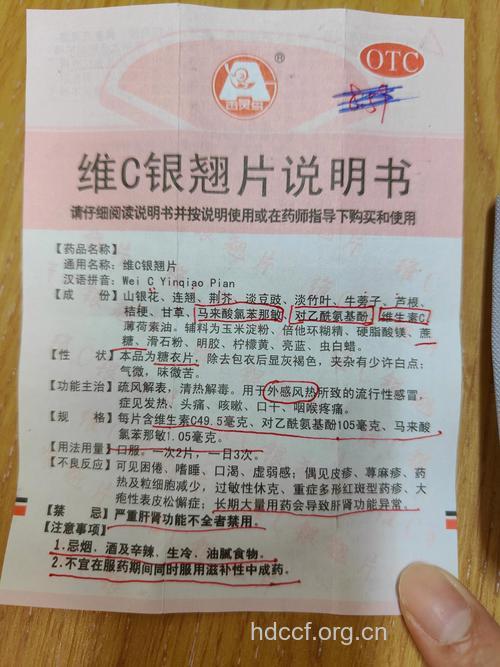 OTC
®
维C银翘片说明书
请仔细阅读说明书并按说明使用或在药师指导下购买和使用
【药品名称】
通用名称：维C银翘片
汉语拼音：Wei C Yinqiao Pian
【成　份】山银花、连翘、荆芥、淡豆豉、淡竹叶、牛蒡子、芦根、
桔梗、甘草、马来酸氯苯那敏、对乙酰氨基酚、维生素C、
薄荷素油。辅料为玉米淀粉、倍他环糊精、硬脂酸镁、蔗
糖、滑石粉、明胶、柠檬黄、亮蓝、虫白蜡。
【性　状】本品为糖衣片，除去包衣后显灰褐色，夹杂有少许白点；
气微，味微苦。
【功能主治】疏风解表，清热解毒。用于外感风热所致的流行性感冒，
症见发热、头痛、咳嗽、口干、咽喉疼痛。
【规　格】每片含维生素C49.5毫克、对乙酰氨基酚105毫克、马来酸
氯苯那敏1.05毫克。
【用法用量】口服。一次2片，一日3次。
【不良反应】可见困倦、嗜睡、口渴、虚弱感；偶见皮疹、荨麻疹、药
热及粒细胞减少，过敏性休克、重症多形红斑型药疹、大
疱性表皮松懈症；长期大量用药会导致肝肾功能异常。
【禁　忌】严重肝肾功能不全者禁用。
【注意事项】
1.忌烟、酒及辛辣、生冷、油腻食物。
2.不宜在服药期间同时服用滋补性中成药。
hdccf.org.cn